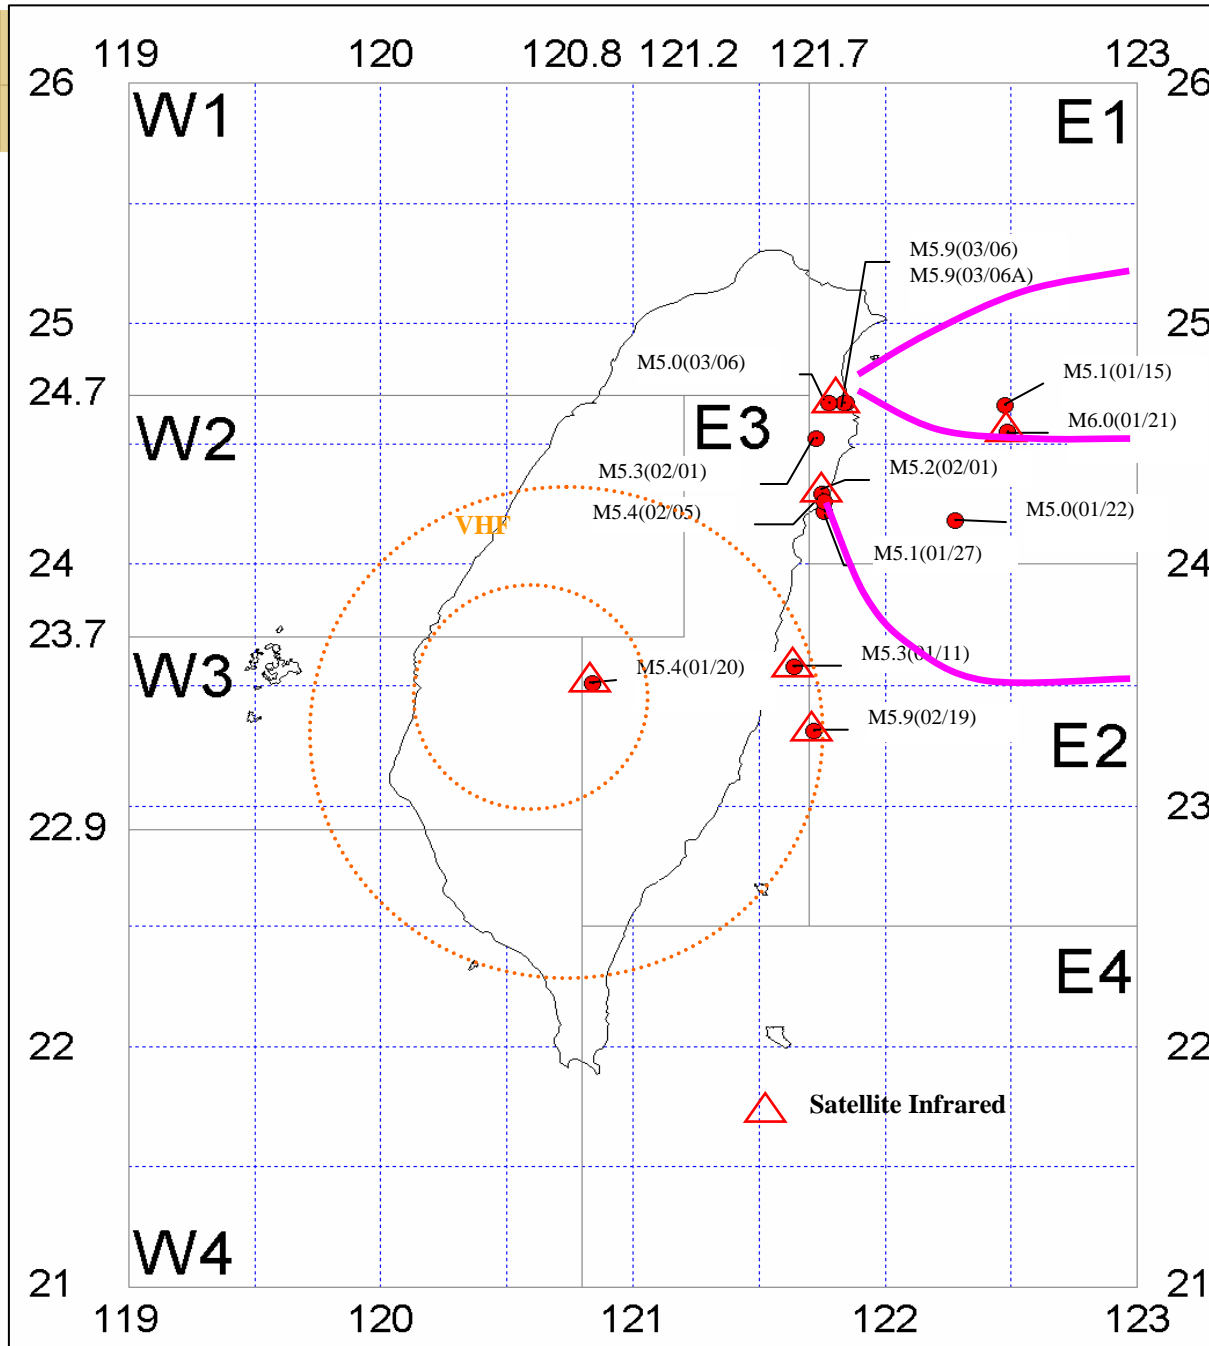 119 120 120.8 121.2 121.7 123
26 26
W1 E1
M5.9(03/06)
M5.9(03/06A)
25 25
M5.0(03/06)
M5.1(01/15)
24.7 24.7
M6.0(01/21)
W2 E3
M5.3(02/01)
M5.2(02/01)
M5.4(02/05)
M5.0(01/22)
VHF
M5.1(01/27)
24 24
23.7
M5.3(01/11)
W3
M5.4(01/20)
M5.9(02/19)
E2
23 23
22.9
E4
22 22
Satellite Infrared
W4
21 21
119 120 121 122 123